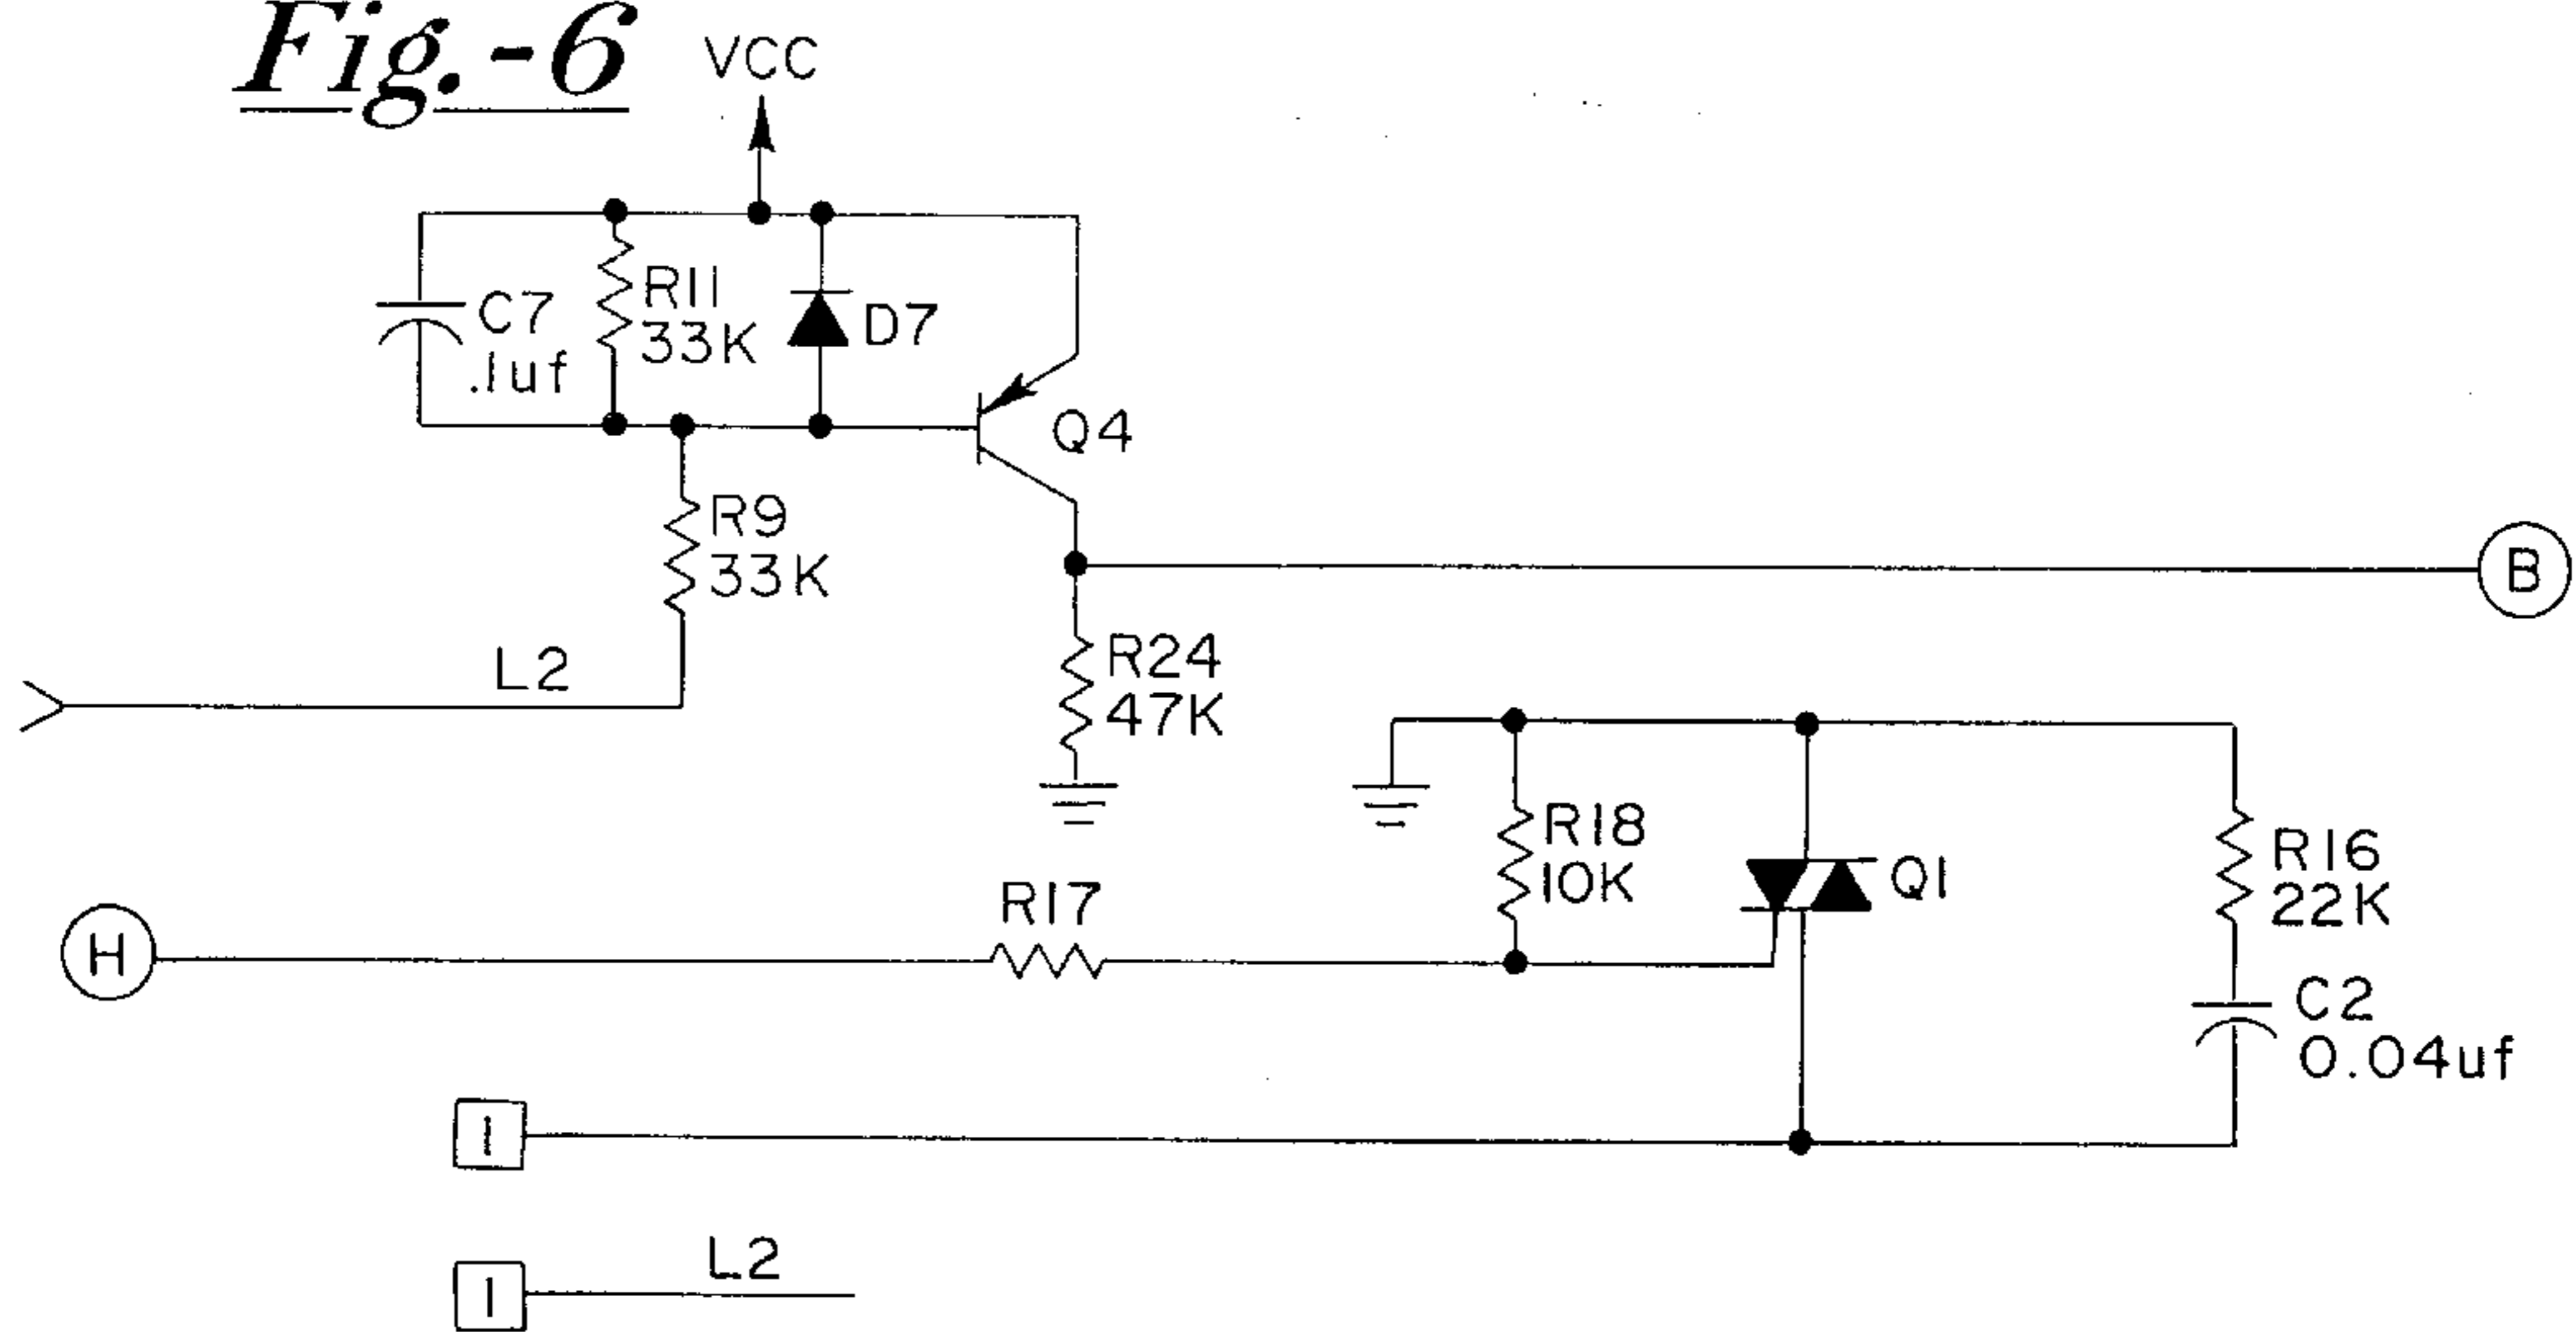 Fig.-6
VCC
C7
.1uf
R11
33K
D7
Q4
R9
33K
L2
B
R24
47K
R18
10K
Q1
R16
22K
R17
H
C2
0.04uf
1
L2
1